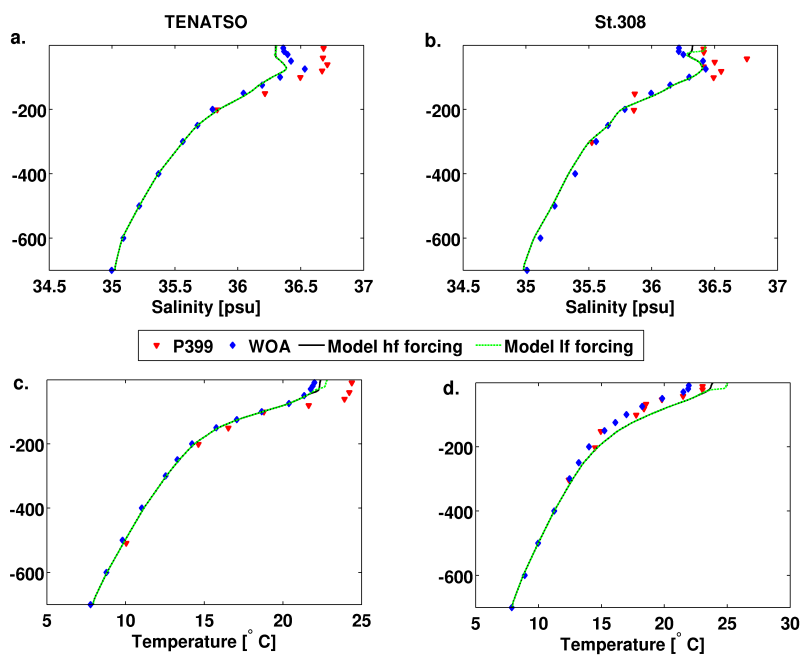 TENATSO
St.308
a.
b.
-200
-400
-600
34.5 35 35.5 36 36.5 37
Salinity [psu]
-200
-400
-600
34.5 35 35.5 36 36.5 37
Salinity [psu]
P399 WOA Model hf forcing Model lf forcing
c.
d.
-200
-400
-600
5 10 15 20 25
Temperature [° C]
-200
-400
-600
5 10 15 20 25 30
Temperature [° C]